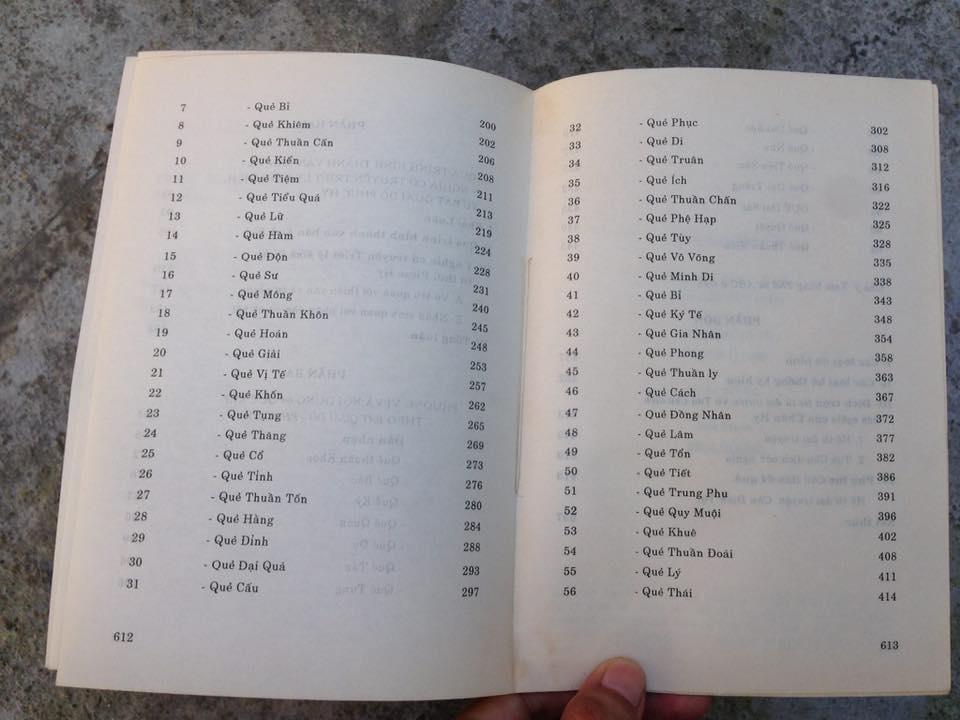 7 - Quẻ Bỉ 200
8 - Quẻ Khiêm 202
9 - Quẻ Thuần Cấn 206
10 - Quẻ Kiển 208
11 - Quẻ Tiệm 211
12 - Quẻ Tiểu Quá 213
13 - Quẻ Lữ 219
14 - Quẻ Hàm 224
15 - Quẻ Độn 228
16 - Quẻ Sư 231
17 - Quẻ Mông 240
18 - Quẻ Thuần Khôn 245
19 - Quẻ Hoán 248
20 - Quẻ Giải 253
21 - Quẻ Vị Tế 257
22 - Quẻ Khốn 262
23 - Quẻ Tụng 265
24 - Quẻ Thăng 269
25 - Quẻ Cổ 273
26 - Quẻ Tỉnh 276
27 - Quẻ Thuần Tốn 280
28 - Quẻ Hằng 284
29 - Quẻ Đỉnh 288
30 - Quẻ Đại Quá 293
31 - Quẻ Cấu 297
612
32 - Quẻ Phục 302
33 - Quẻ Di 308
34 - Quẻ Truân 312
35 - Quẻ Ích 316
36 - Quẻ Thuần Chấn 322
37 - Quẻ Phệ Hạp 325
38 - Quẻ Tùy 328
39 - Quẻ Vô Võng 335
40 - Quẻ Minh Di 338
41 - Quẻ Bỉ 343
42 - Quẻ Ký Tế 348
43 - Quẻ Gia Nhân 354
44 - Quẻ Phong 358
45 - Quẻ Thuần ly 363
46 - Quẻ Cách 367
47 - Quẻ Đồng Nhân 372
48 - Quẻ Lâm 377
49 - Quẻ Tổn 382
50 - Quẻ Tiết 386
51 - Quẻ Trung Phu 391
52 - Quẻ Quy Muội 396
53 - Quẻ Khuê 402
54 - Quẻ Thuần Đoái 408
55 - Quẻ Lý 411
56 - Quẻ Thái 414
613